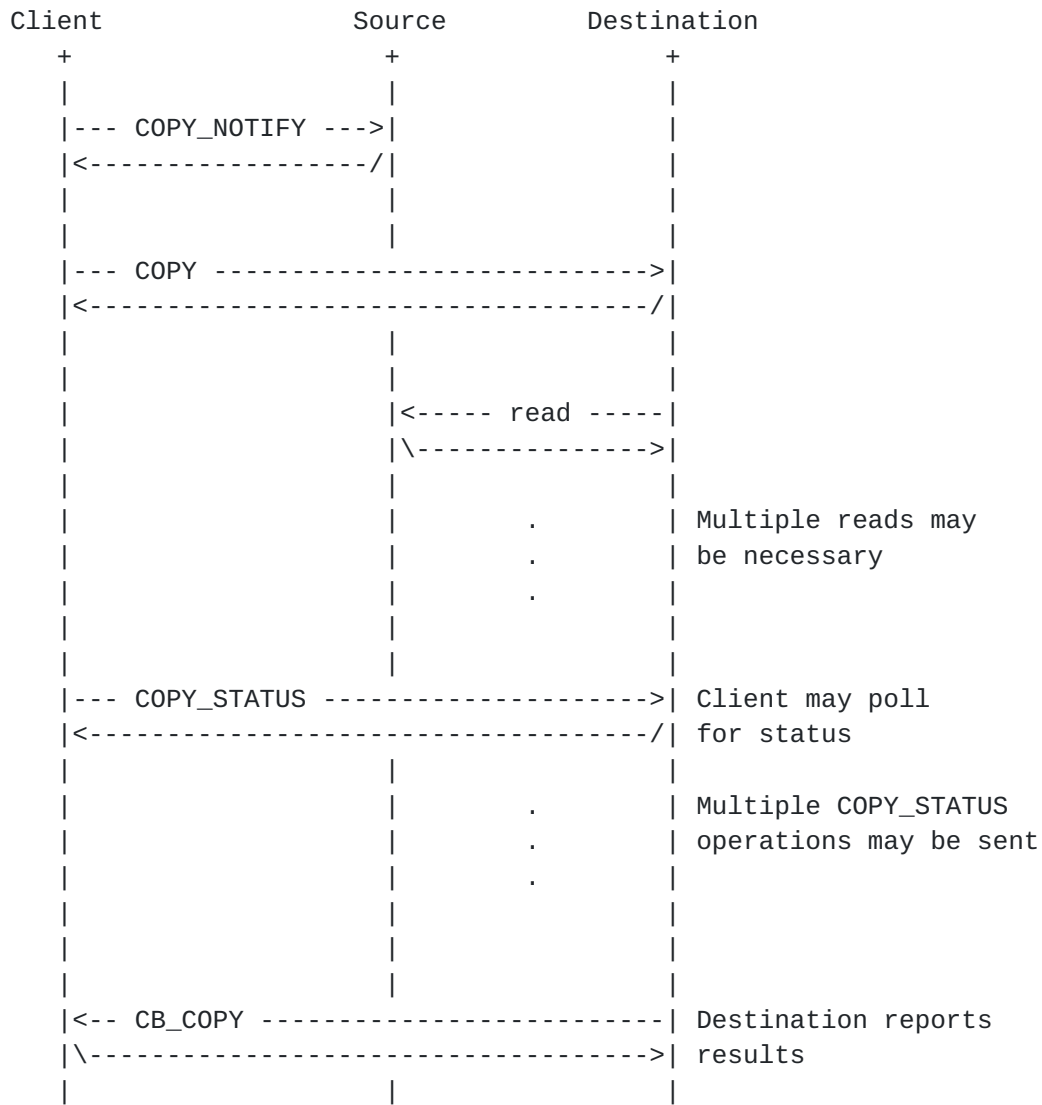 Client                Source         Destination
   +                    +                 +
   |                    |                 |
   |--- COPY_NOTIFY --->|                 |
   |<------------------/|                 |
   |                    |                 |
   |                    |                 |
   |--- COPY ---------------------------->|
   |<------------------------------------/|
   |                    |                 |
   |                    |                 |
   |                    |<----- read -----|
   |                    |\--------------->|
   |                    |                 |
   |                    |        .        | Multiple reads may
   |                    |        .        | be necessary
   |                    |        .        |
   |                    |                 |
   |                    |                 |
   |--- COPY_STATUS --------------------->| Client may poll
   |<------------------------------------/| for status
   |                    |                 |
   |                    |        .        | Multiple COPY_STATUS
   |                    |        .        | operations may be sent
   |                    |        .        |
   |                    |                 |
   |                    |                 |
   |                    |                 |
   |<-- CB_COPY --------------------------| Destination reports
   |\------------------------------------>| results
   |                    |                 |